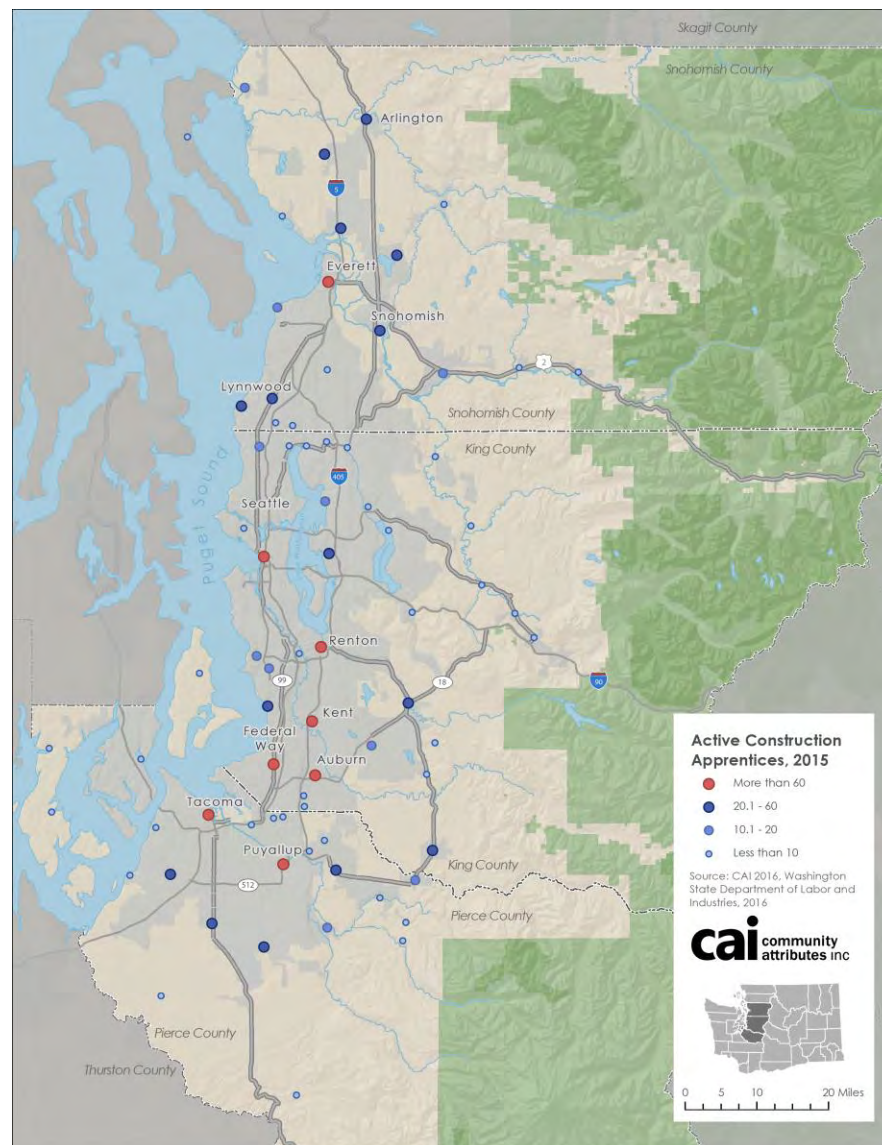 Skagit County
Snohomish County
Arlington
5
Everett
Snohomish
2
Lynnwood
Snohomish County
King County
405
Seattle
Puget Sound
Renton
99
18
90
Kent
Federal
Way
Auburn
Tacoma
Puyallup
512
King County
Pierce County
Pierce County
Thurston County
Active Construction
Apprentices, 2015
More than 60
20.1 - 60
10.1 - 20
Less than 10
Source: CAI 2016, Washington
State Department of Labor and
Industries, 2016
cai community
attributes inc
0 5 10 20 Miles